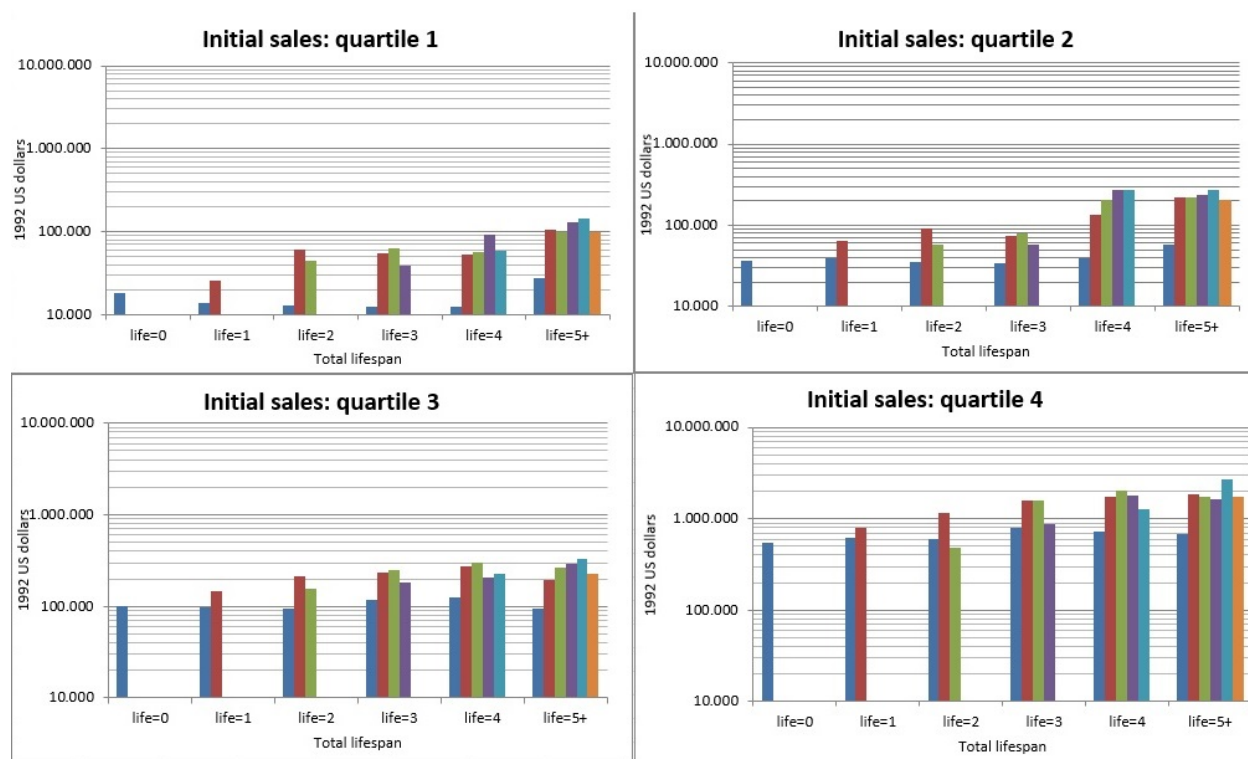 Initial sales: quartile 1
10.000.000
1.000.000
100.000
10.000
1992 US dollars
life=0 life=1 life=2 life=3 life=4 life=5+
Total lifespan
Initial sales: quartile 2
10.000.000
1.000.000
100.000
10.000
1992 US dollars
life=0 life=1 life=2 life=3 life=4 life=5+
Total lifespan
Initial sales: quartile 3
10.000.000
1.000.000
100.000
10.000
1992 US dollars
life=0 life=1 life=2 life=3 life=4 life=5+
Total lifespan
Initial sales: quartile 4
10.000.000
1.000.000
100.000
10.000
1992 US dollars
life=0 life=1 life=2 life=3 life=4 life=5+
Total lifespan